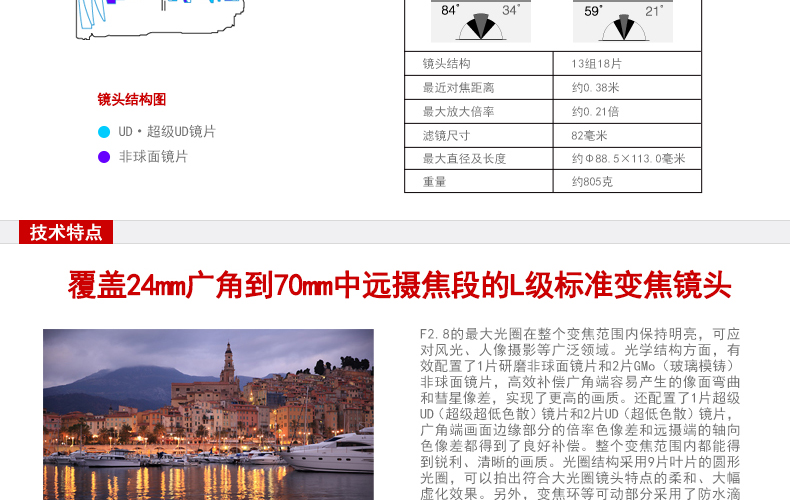 84° 34°
59° 21°
镜头结构 13组18片
最近对焦距离 约0.38米
最大放大倍率 约0.21倍
滤镜尺寸 82毫米
最大直径及长度 约Φ88.5×113.0毫米
重量 约805克
镜头结构图
UD·超级UD镜片
非球面镜片
技术特点
覆盖24mm广角到70mm中远摄焦段的L级标准变焦镜头
F2.8的最大光圈在整个变焦范围内保持明亮，可应
对风光、人像摄影等广泛领域。光学结构方面，有
效配置了1片研磨非球面镜片和2片GMo（玻璃模铸）
非球面镜片，高效补偿广角端容易产生的像面弯曲
和彗星像差，实现了更高的画质。还配置了1片超级
UD（超级超低色散）镜片和2片UD（超低色散）镜片，
广角端画面边缘部分的倍率色像差和远摄端的轴向
色像差都得到了良好补偿。整个变焦范围内都能得
到锐利、清晰的画质。光圈结构采用9片叶片的圆形
光圈，可以拍出符合大光圈镜头特点的柔和、大幅
虚化效果。另外，变焦环等可动部分采用了防水滴